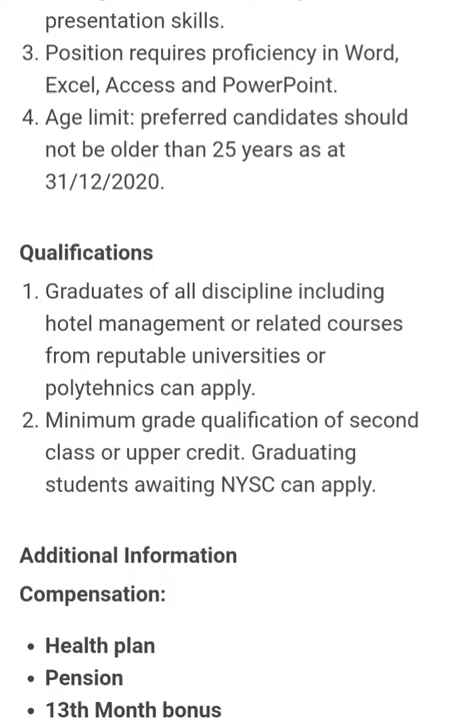 presentation skills.
3. Position requires proficiency in Word,
Excel, Access and PowerPoint.
4. Age limit: preferred candidates should
not be older than 25 years as at
31/12/2020.
Qualifications
1. Graduates of all discipline including
hotel management or related courses
from reputable universities or
polytehnics can apply.
2. Minimum grade qualification of second
class or upper credit. Graduating
students awaiting NYSC can apply.
Additional Information
Compensation:
• Health plan
• Pension
• 13th Month bonus